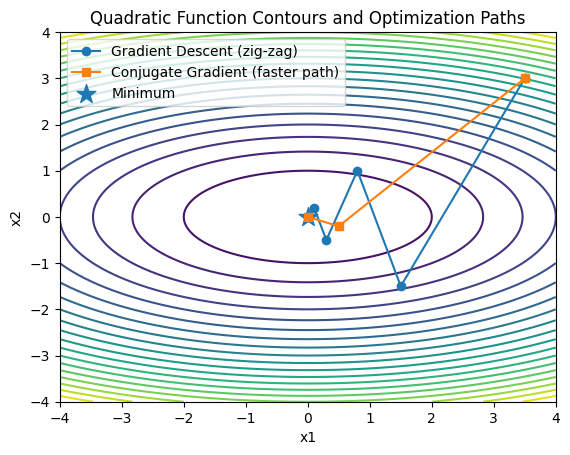 Quadratic Function Contours and Optimization Paths
Gradient Descent (zig-zag)
Conjugate Gradient (faster path)
Minimum
4
3
2
1
0
−1
−2
−3
−4
x2
−4 −3 −2 −1 0 1 2 3 4
x1